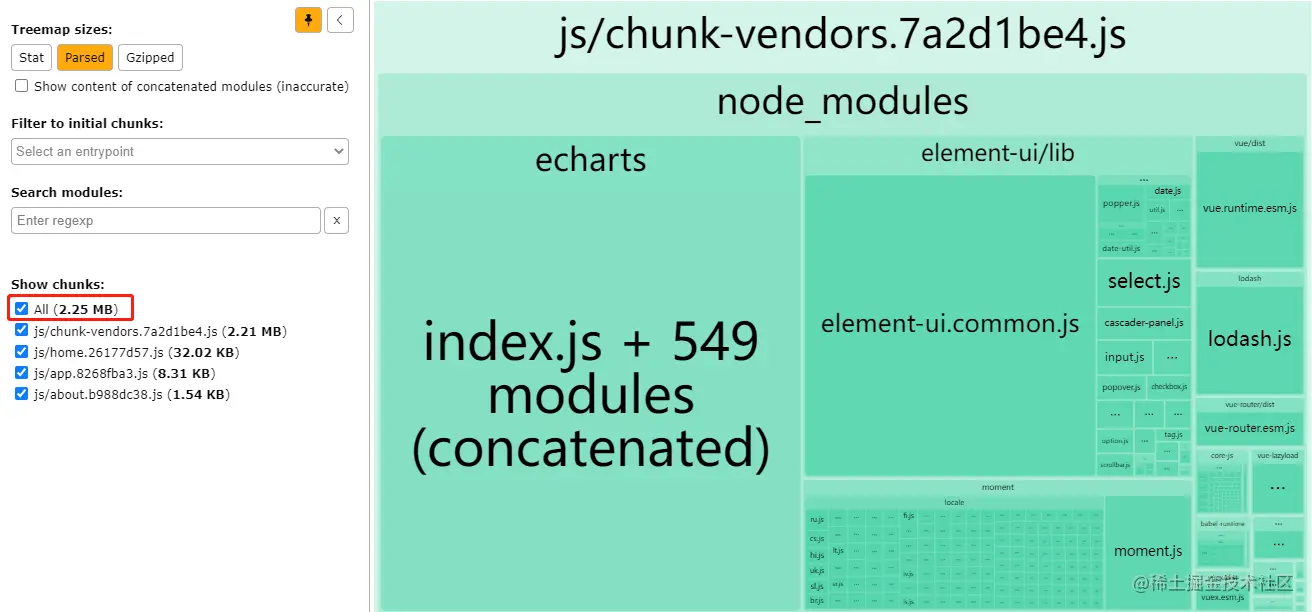 Treemap sizes:
Stat
Parsed
Gzipped
Show content of concatenated modules (inaccurate)
Filter to initial chunks:
Select an entrypoint
Search modules:
Enter regexp
x
Show chunks:
All (2.25 MB)
js/chunk-vendors.7a2d1be4.js (2.21 MB)
js/home.26177d57.js (32.02 KB)
js/app.8268fba3.js (8.31 KB)
js/about.b988dc38.js (1.54 KB)
js/chunk-vendors.7a2d1be4.js
node_modules
echarts
index.js + 549
modules
(concatenated)
element-ui/lib
element-ui.common.js
...
popper.js
date.js
util.js
...
date-util.js
select.js
cascader-panel.js
input.js
...
popover.js
checkbox.js
...
...
...
option.js
...
tag.js
...
scrollbar.js
moment
locale
ru.js
cs.js
hi.js
uk.js
sl.js
br.js
lt.js
fi.js
lv.js
is.js
moment.js
vue/dist
vue.runtime.esm.js
lodash
lodash.js
vue-router/dist
vue-router.esm.js
core-js
vue-lazyload
...
babel-runtime
...
...
vuex.esm.js
@稀土掘金技术社区